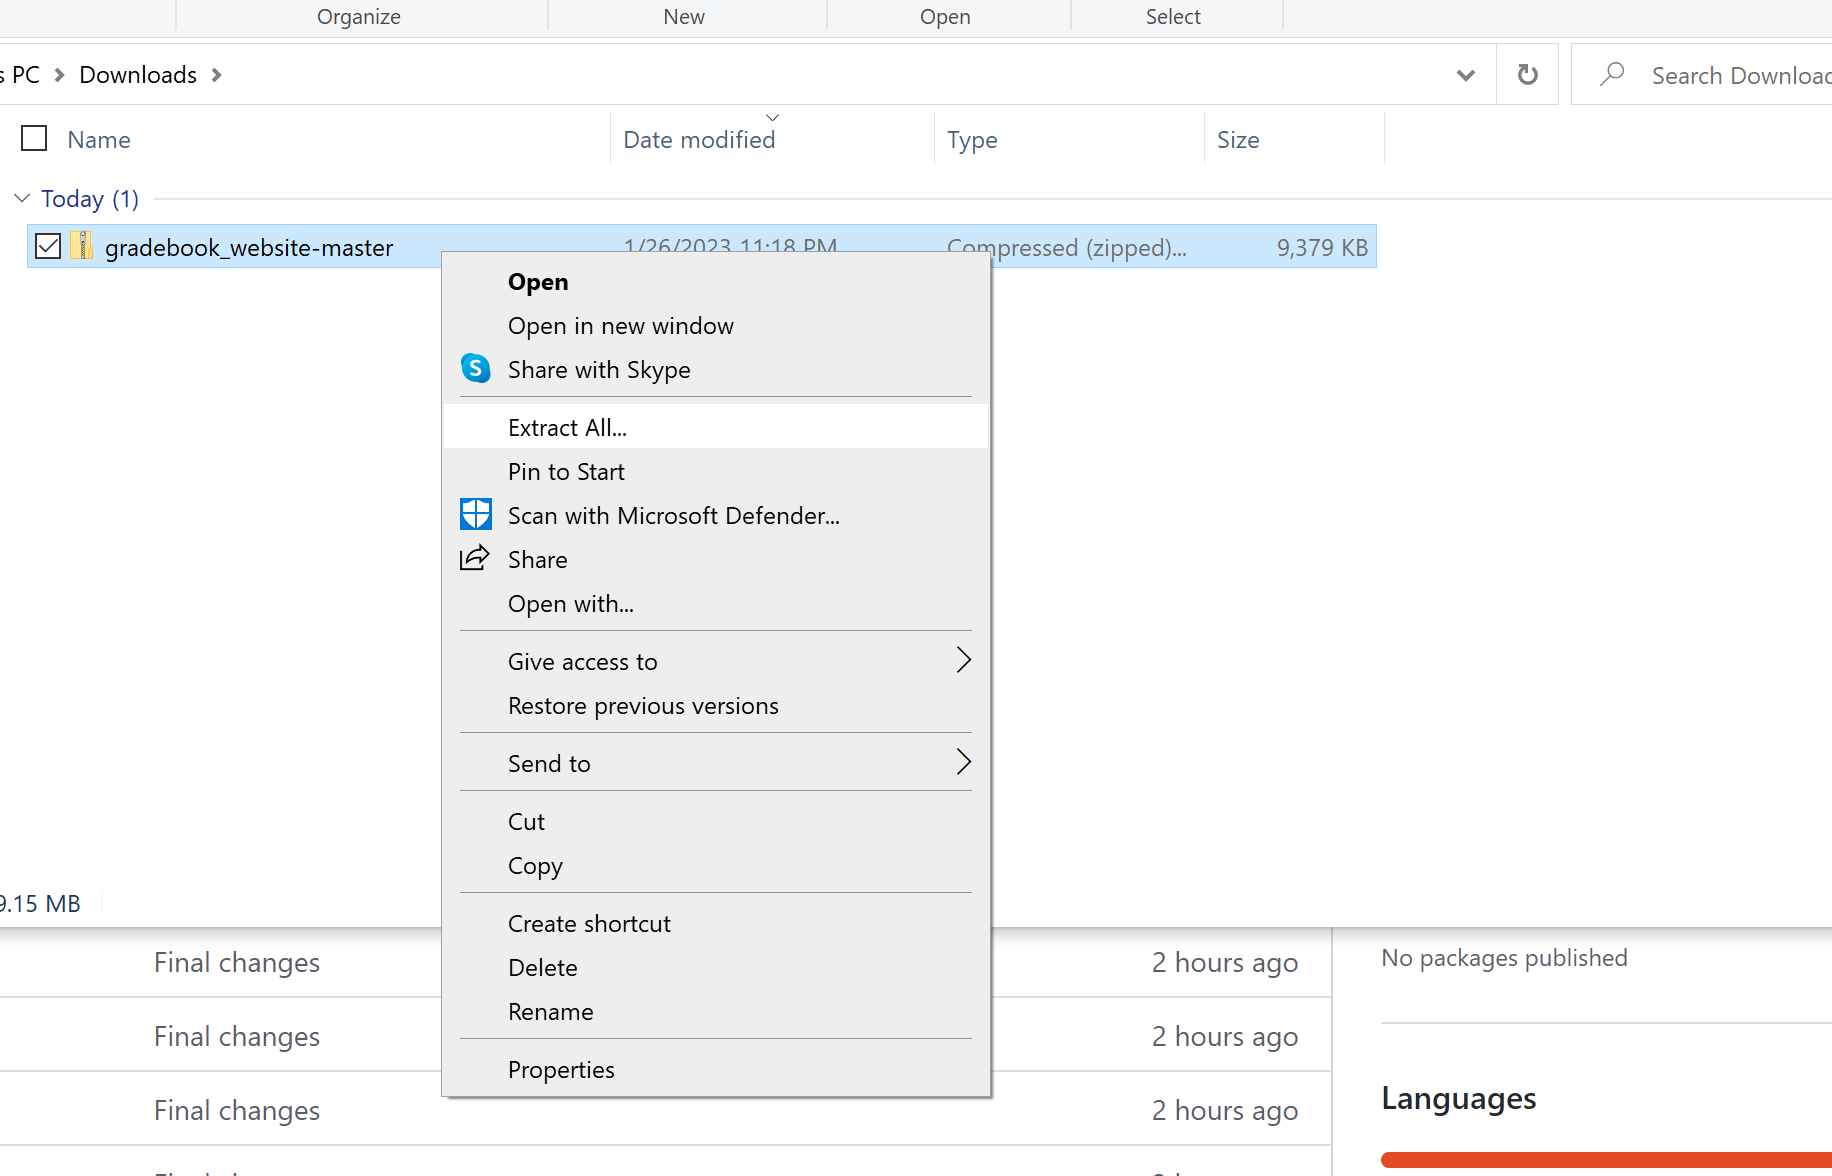 Organize New Open Select
s PC > Downloads > Search Downloac
Name Date modified Type Size
Today (1)
gradebook_website-master 1/26/2023 11:18 PM Compressed (zipped)... 9,379 KB
Open
Open in new window
Share with Skype
Extract All...
Pin to Start
Scan with Microsoft Defender...
Share
Open with...
Give access to
Restore previous versions
Send to
Cut
Copy
Create shortcut
Delete
Rename
Properties
9.15 MB
Final changes 2 hours ago
Final changes 2 hours ago
Final changes 2 hours ago
No packages published
Languages